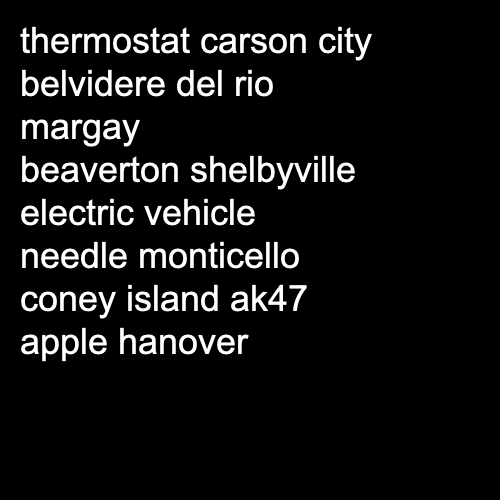 thermostat carson city
belvidere del rio
margay
beaverton shelbyville
electric vehicle
needle monticello
coney island ak47
apple hanover